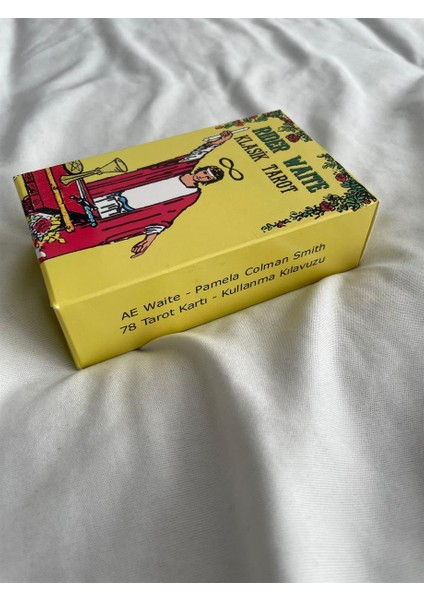 RIDER WAITE
KLASİK TAROT
AE Waite - Pamela Colman Smith
78 Tarot Kartı - Kullanma Kılavuzu